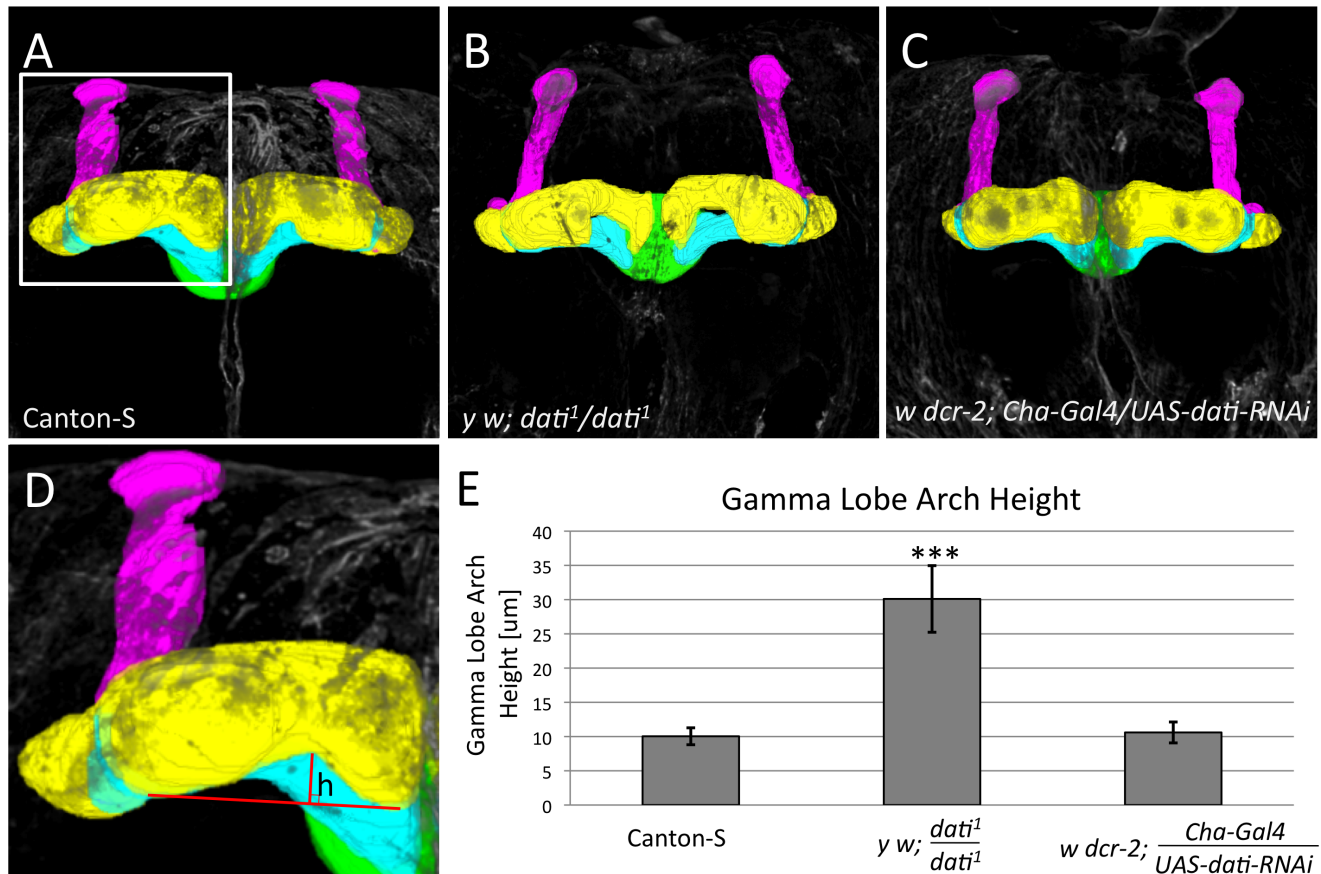 A
Canton-S
B
y w; dati¹/dati¹
C
w dcr-2; Cha-Gal4/UAS-dati-RNAi
D
h
E
Gamma Lobe Arch Height
Gamma Lobe Arch
Height [um]
40
35
30
25
20
15
10
5
0
***
Canton-S
y w; dati¹
dati¹
w dcr-2; Cha-Gal4
UAS-dati-RNAi